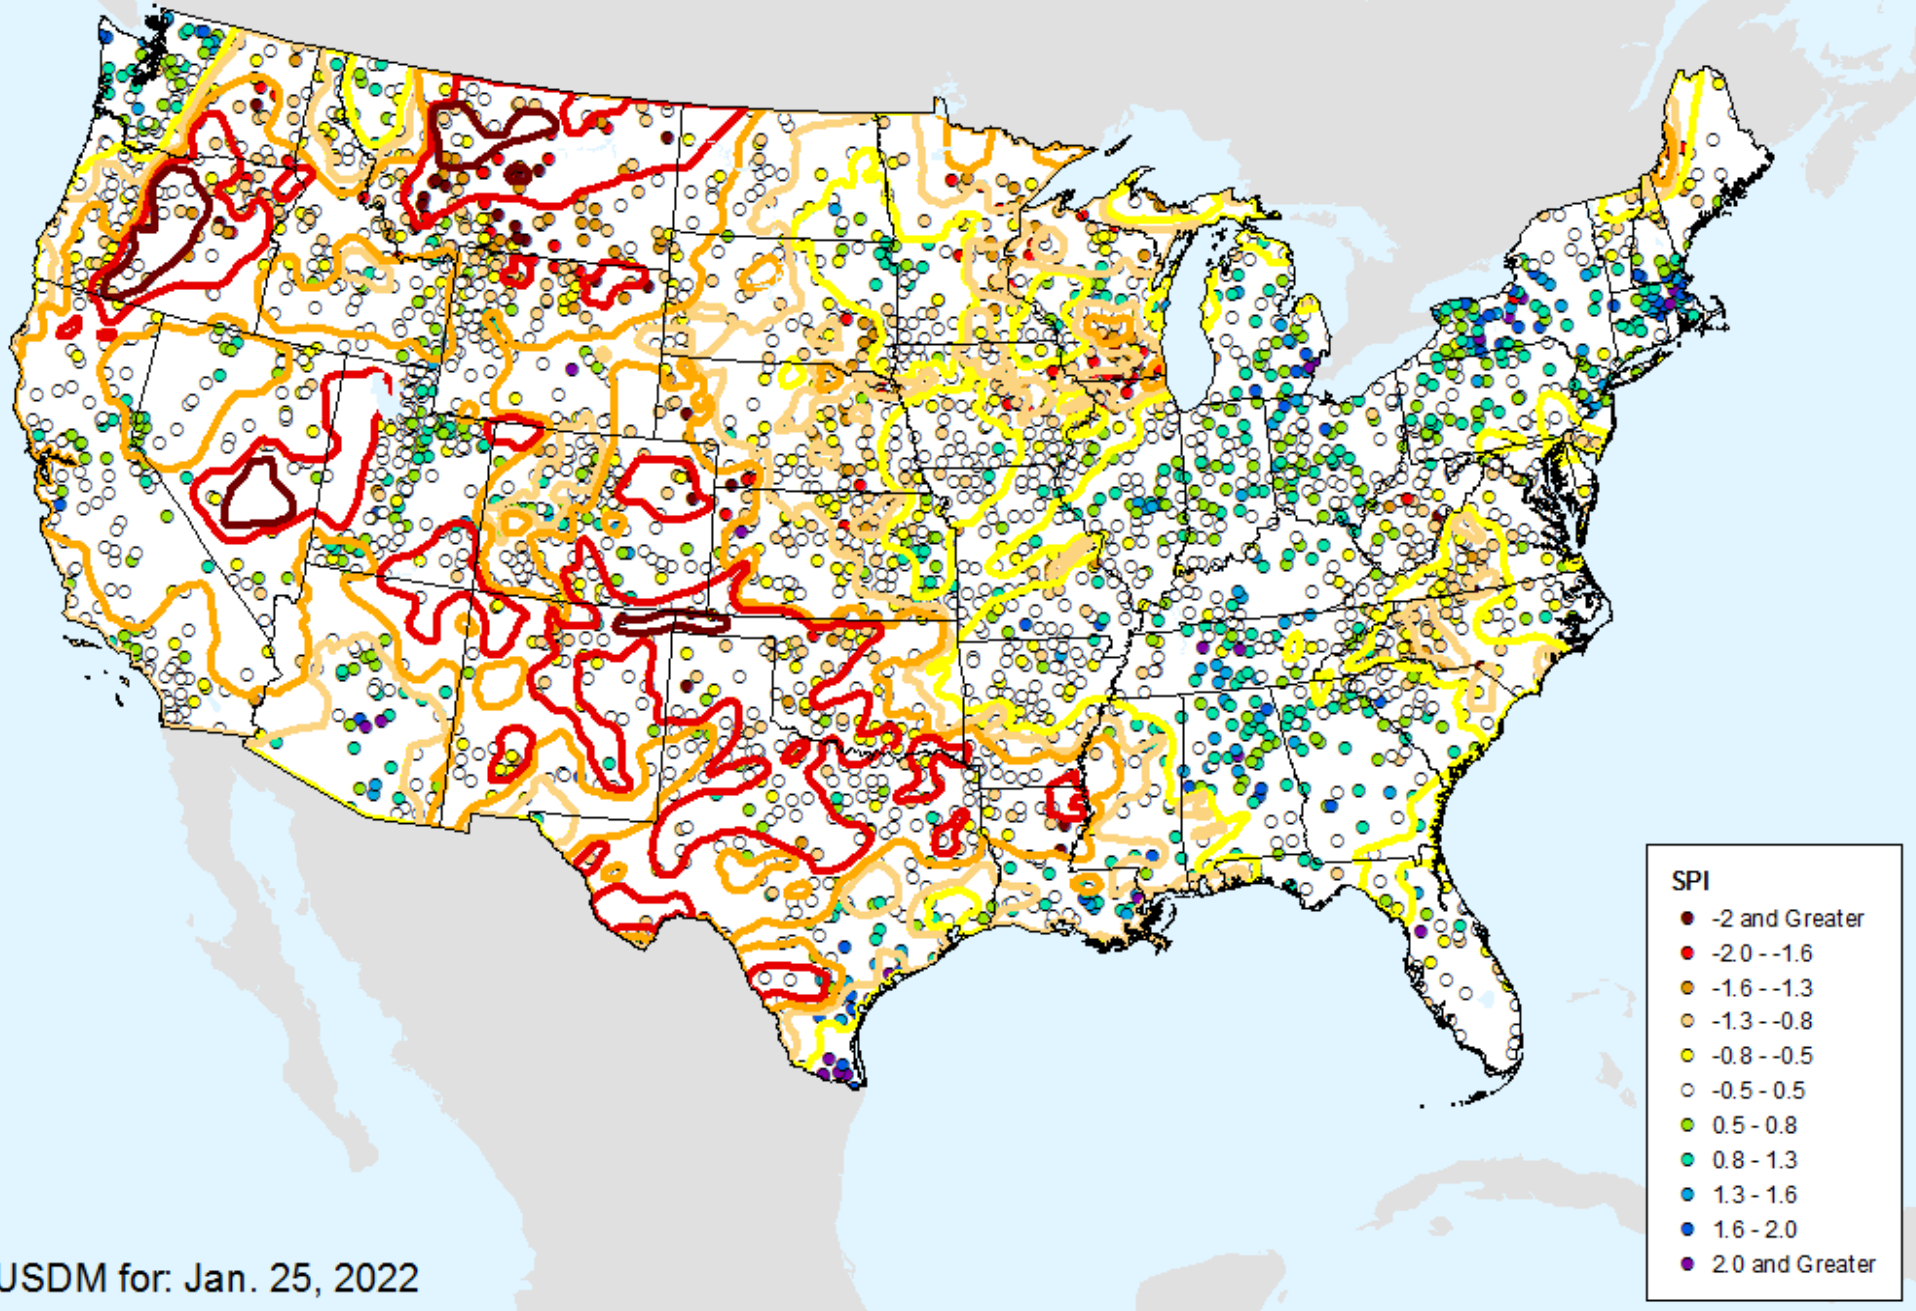 SPI
-2 and Greater
-2.0 - -1.6
-1.6 - -1.3
-1.3 - -0.8
-0.8 - -0.5
-0.5 - 0.5
0.5 - 0.8
0.8 - 1.3
1.3 - 1.6
1.6 - 2.0
2.0 and Greater
USDM for: Jan. 25, 2022